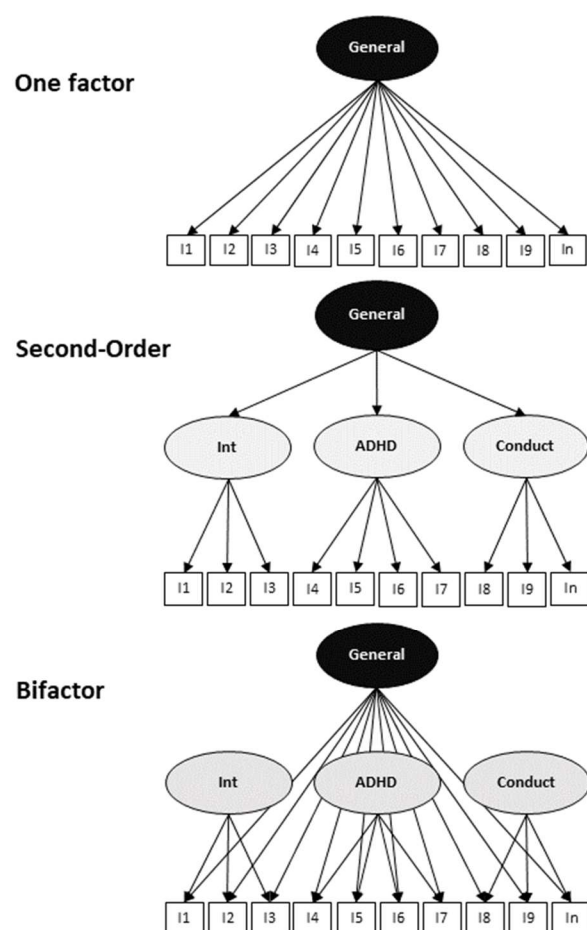 General
One factor
I1 I2 I3 I4 I5 I6 I7 I8 I9 In
General
Second-Order
Int ADHD Conduct
I1 I2 I3 I4 I5 I6 I7 I8 I9 In
General
Bifactor
Int ADHD Conduct
I1 I2 I3 I4 I5 I6 I7 I8 I9 In